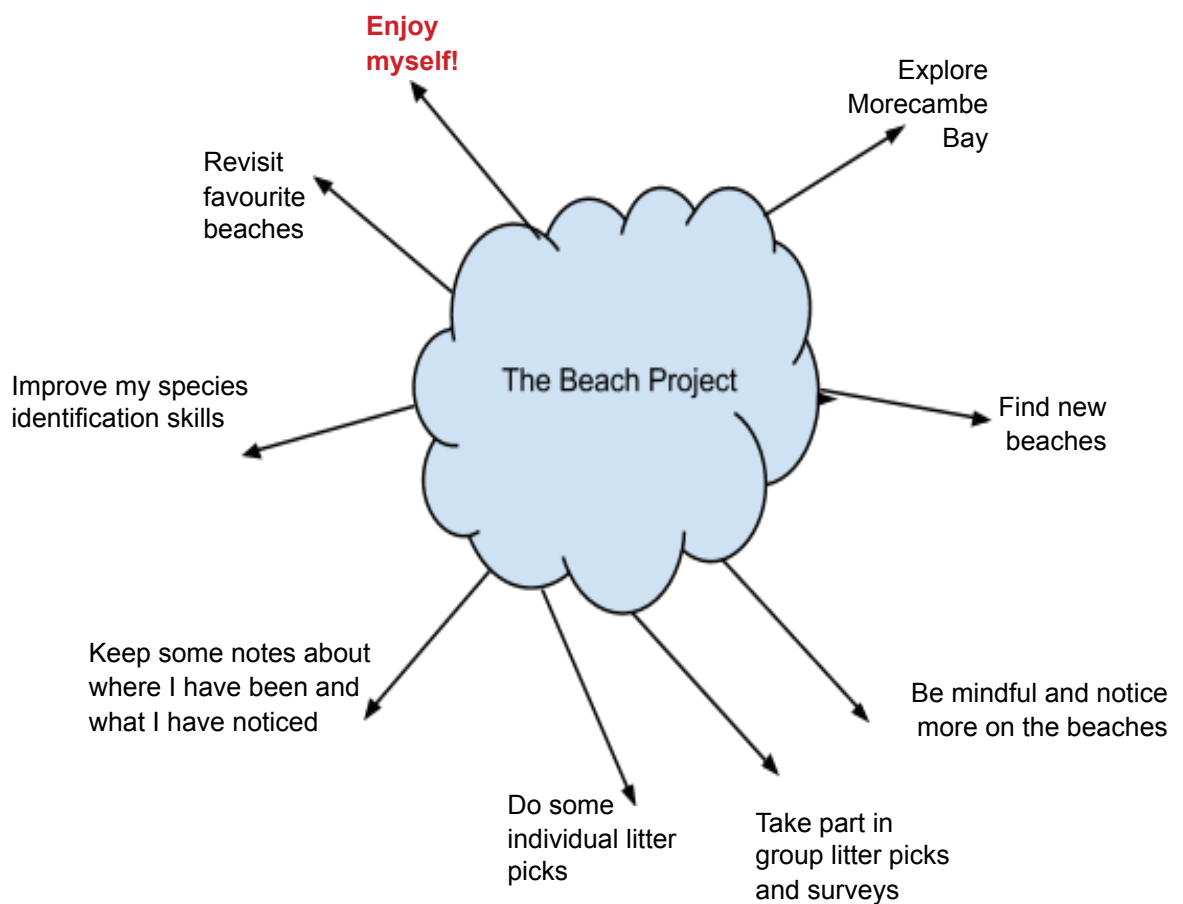 Enjoy
myself!
Explore
Morecambe
Bay
Revisit
favourite
beaches
The Beach Project
Improve my species
identification skills
Find new
beaches
Keep some notes about
where I have been and
what I have noticed
Be mindful and notice
more on the beaches
Do some
individual litter
picks
Take part in
group litter picks
and surveys